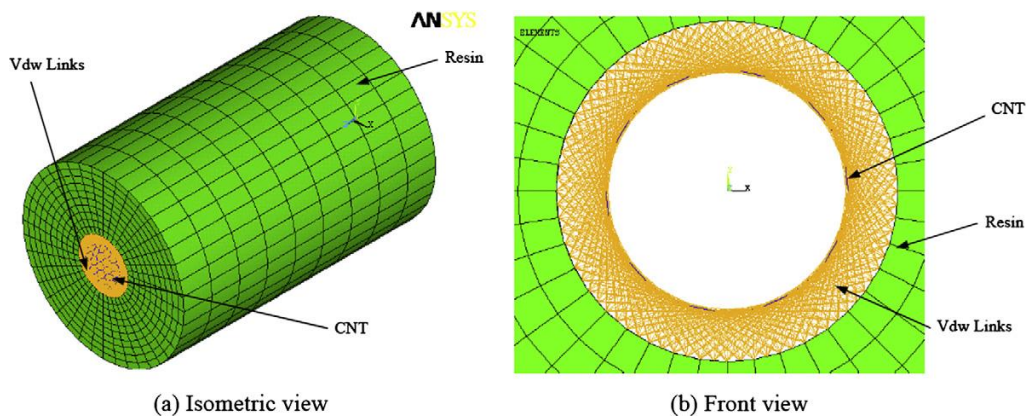 ANSYS
Vdw Links
Resin
X
CNT
(a) Isometric view
ELEMENTS
Y
X
CNT
Resin
Vdw Links
(b) Front view